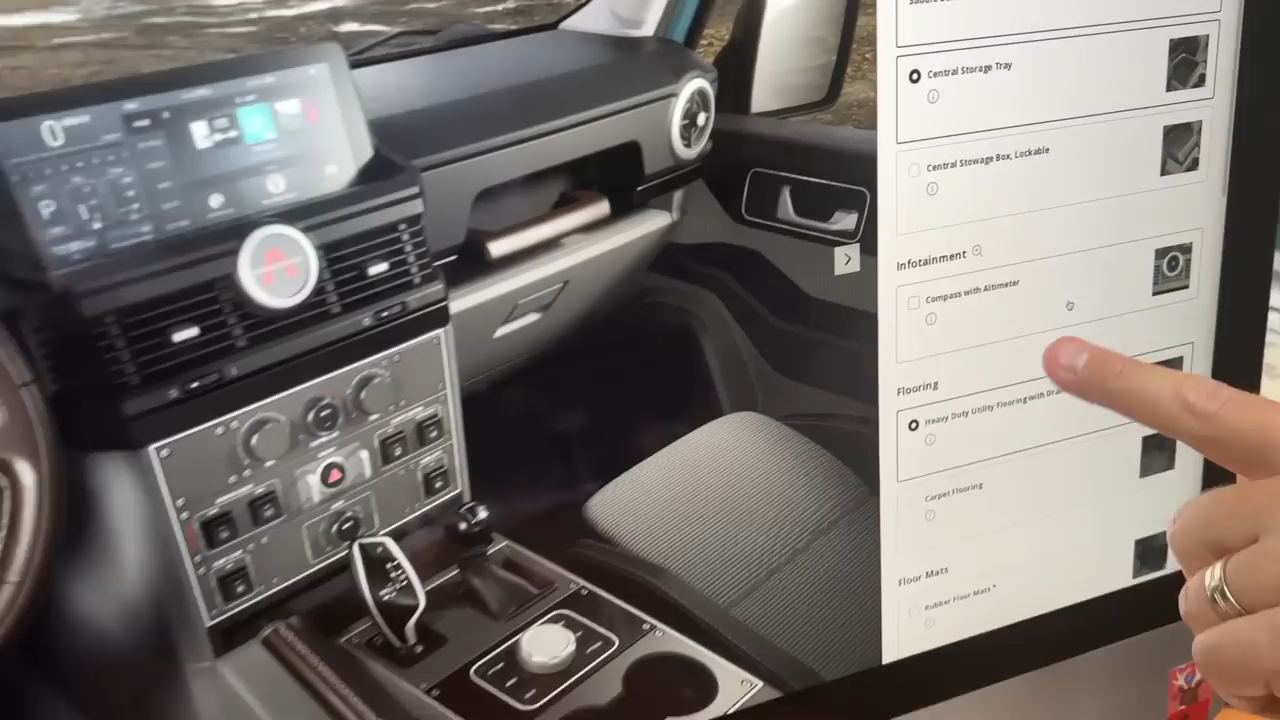 Central Storage Tray
Central Stowage Box, Lockable
Infotainment
Compass with Altimeter
Flooring
Heavy Duty Utility Flooring with
Carpet Flooring
Floor Mats
Rubber Floor Mats *
0
P